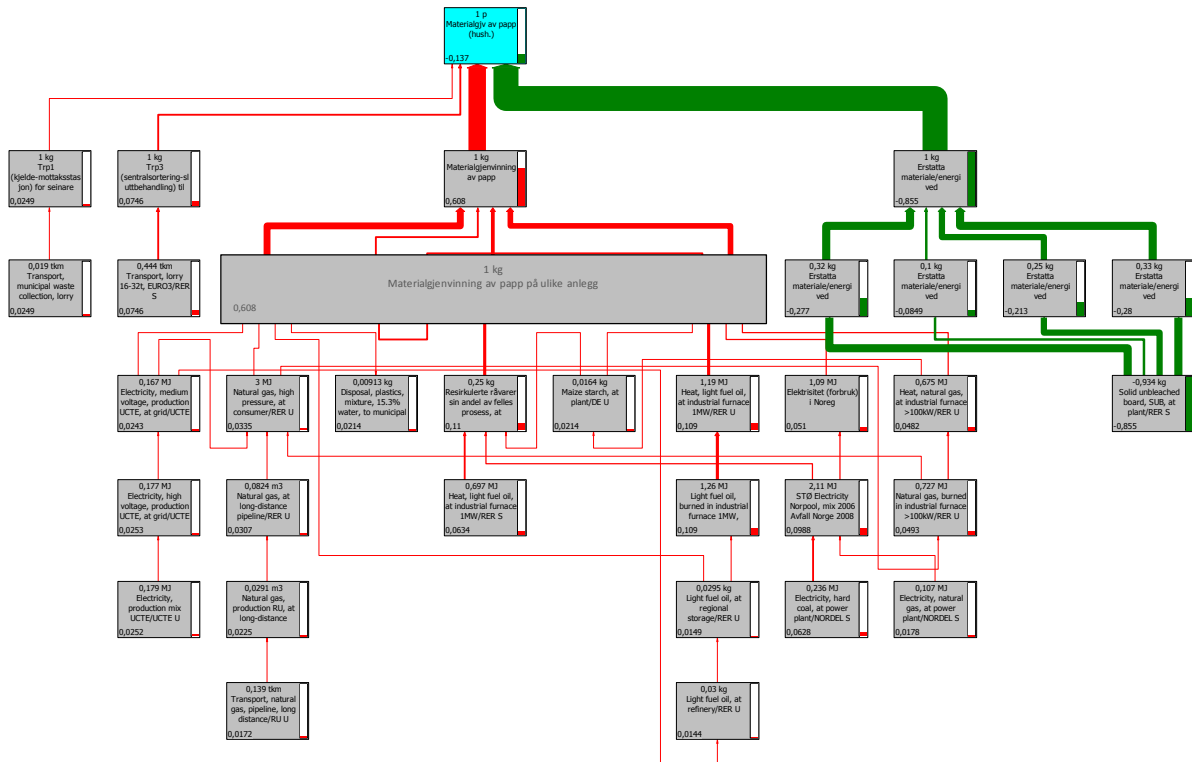 1 p
Materialgjv av papp
(hush.)
-0,137
1 kg
Trp1
(kjelde-mottaksstas
jon) for seinare
0,0249
1 kg
Trp3
(sentralsortering-sl
uttbehandling) til
0,0746
1 kg
Materialgjenvinning
av papp
0,608
1 kg
Erstatta
materiale/energi
ved
-0,855
0,019 tkm
Transport,
municipal waste
collection, lorry
0,0249
0,444 tkm
Transport, lorry
16-32t, EURO3/RER
S
0,0746
1 kg
Materialgjenvinning av papp på ulike anlegg
0,608
0,32 kg
Erstatta
materiale/energi
ved
-0,277
0,1 kg
Erstatta
materiale/energi
ved
-0,0849
0,25 kg
Erstatta
materiale/energi
ved
-0,213
0,33 kg
Erstatta
materiale/energi
ved
-0,28
0,167 MJ
Electricity, medium
voltage, production
UCTE, at grid/UCTE
0,0243
3 MJ
Natural gas, high
pressure, at
consumer/RER U
0,0335
0,00913 kg
Disposal, plastics,
mixture, 15.3%
water, to municipal
0,0214
0,25 kg
Resirkulerte råvarer
sin andel av felles
prosess, at
0,11
0,0164 kg
Maize starch, at
plant/DE U
0,0214
1,19 MJ
Heat, light fuel oil,
at industrial furnace
1MW/RER U
0,109
1,09 MJ
Elektrisitet (forbruk)
i Noreg
0,051
0,675 MJ
Heat, natural gas,
at industrial furnace
>100kW/RER U
0,0482
-0,934 kg
Solid unbleached
board, SUB, at
plant/RER S
-0,855
0,177 MJ
Electricity, high
voltage, production
UCTE, at grid/UCTE
0,0253
0,0824 m3
Natural gas, at
long-distance
pipeline/RER U
0,0307
0,697 MJ
Heat, light fuel oil,
at industrial furnace
1MW/RER S
0,0634
1,26 MJ
Light fuel oil,
burned in industrial
furnace 1MW,
0,109
2,11 MJ
STØ Electricity
Norpool, mix 2006
Avfall Norge 2008
0,0988
0,727 MJ
Natural gas, burned
in industrial furnace
>100kW/RER U
0,0493
0,179 MJ
Electricity,
production mix
UCTE/UCTE U
0,0252
0,0291 m3
Natural gas,
production RU, at
long-distance
0,0225
0,0295 kg
Light fuel oil, at
regional
storage/RER U
0,0149
0,236 MJ
Electricity, hard
coal, at power
plant/NORDEL S
0,0628
0,107 MJ
Electricity, natural
gas, at power
plant/NORDEL S
0,0178
0,139 tkm
Transport, natural
gas, pipeline, long
distance/RU U
0,0172
0,03 kg
Light fuel oil, at
refinery/RER U
0,0144